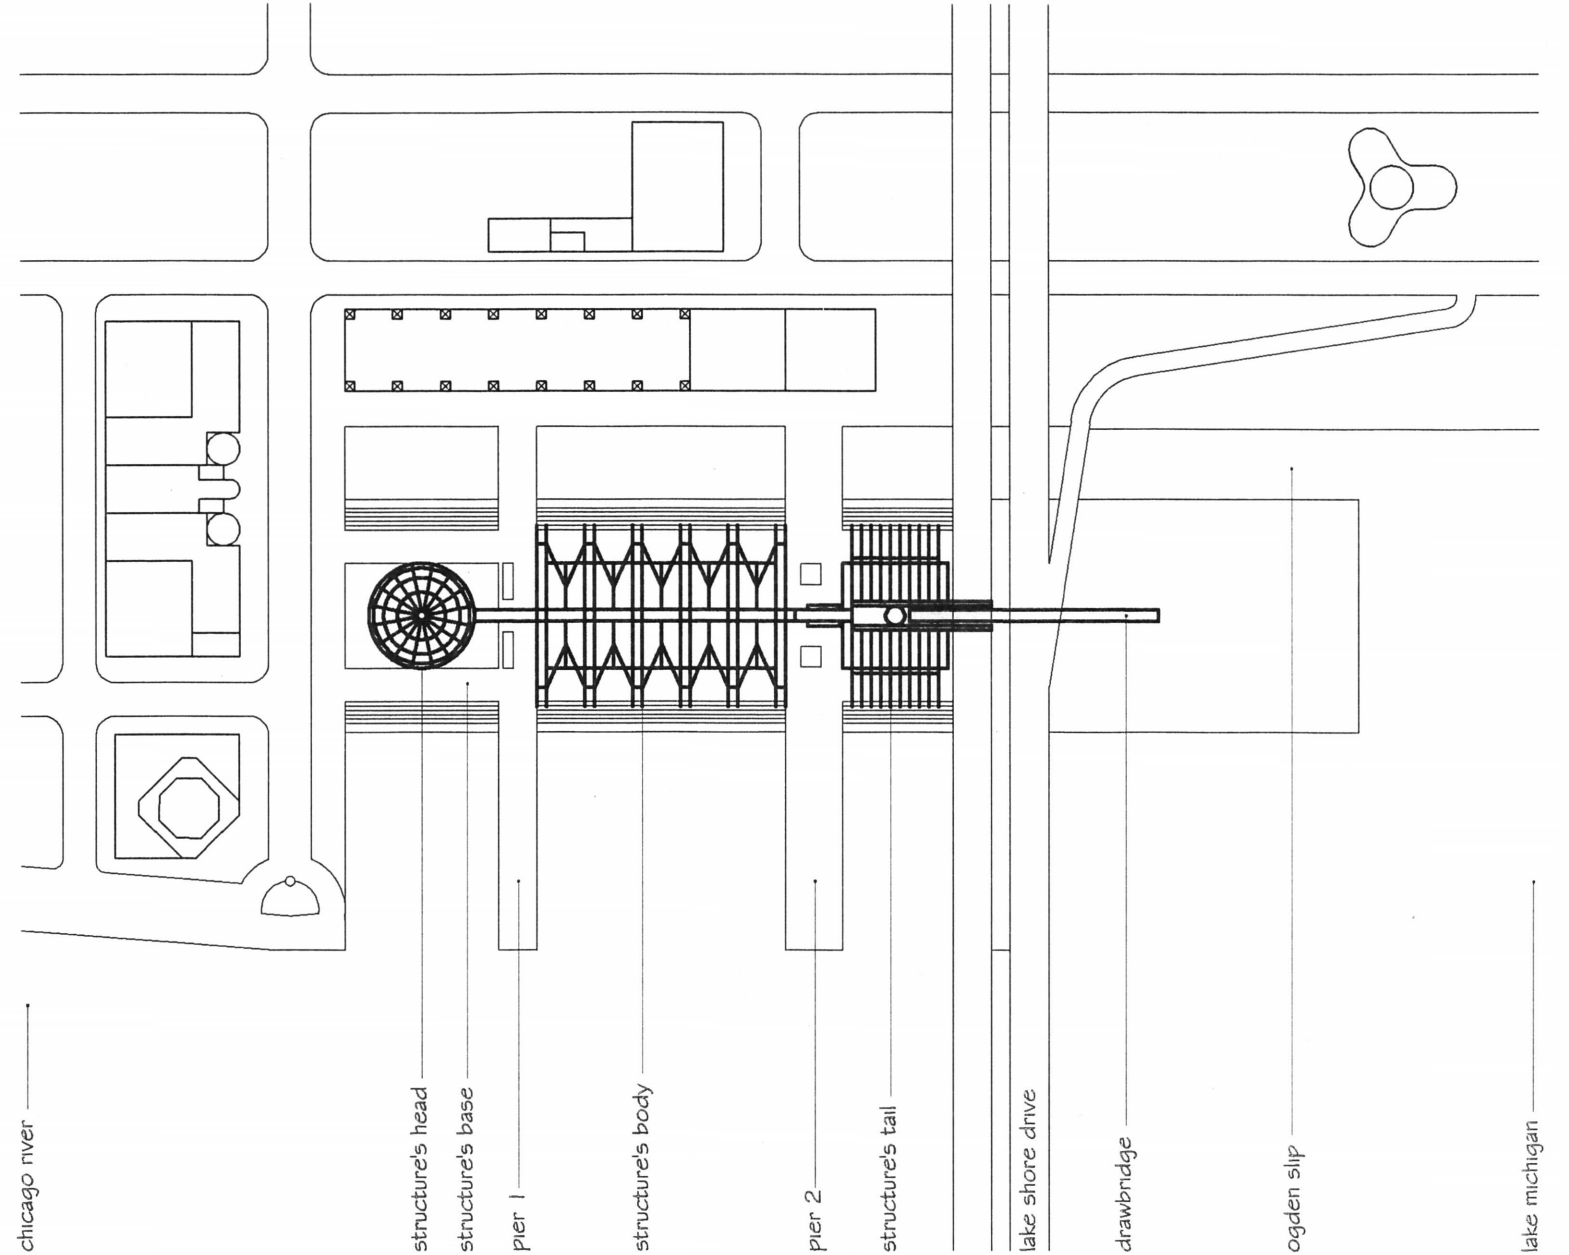 chicago river
structure's head
structure's base
pier 1
structure's body
pier 2
structure's tail
lake shore drive
drawbridge
ogden slip
lake michigan